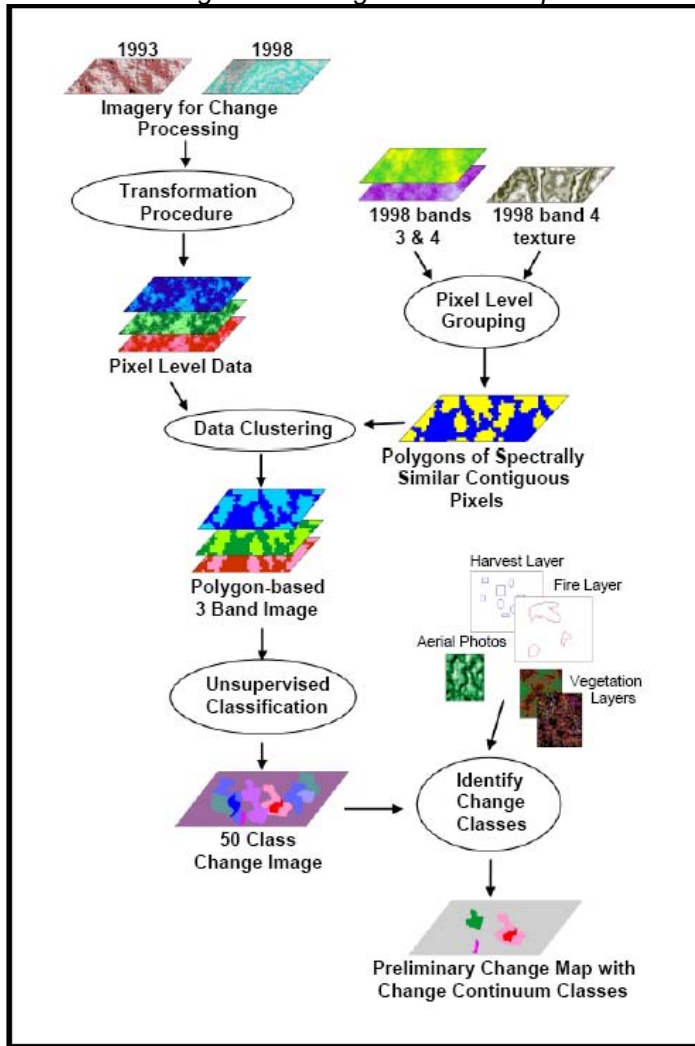 1993
1998
Imagery for Change
Processing
Transformation
Procedure
1998 bands
3 & 4
1998 band 4
texture
Pixel Level
Grouping
Pixel Level Data
Data Clustering
Polygons of Spectrally
Similar Contiguous
Pixels
Polygon-based
3 Band Image
Harvest Layer
Fire Layer
Aerial Photos
Vegetation
Layers
Unsupervised
Classification
Identify
Change
Classes
50 Class
Change Image
Preliminary Change Map with
Change Continuum Classes